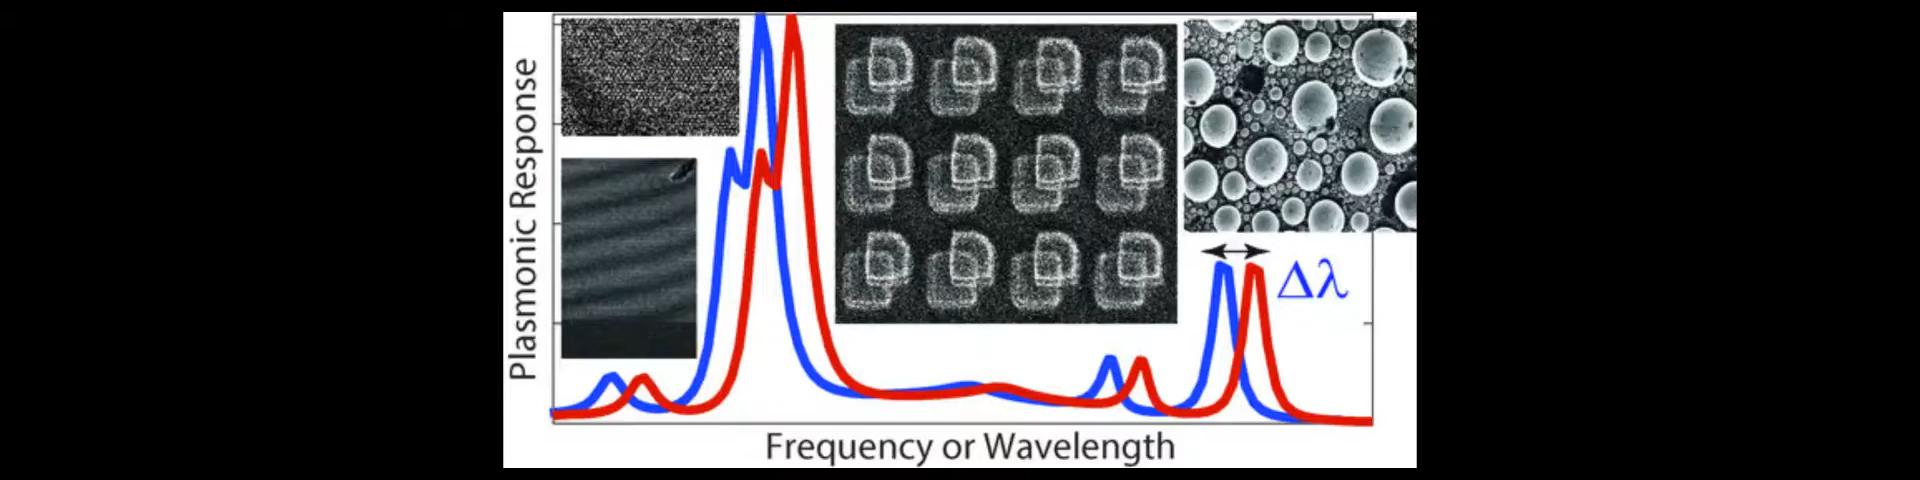 Plasmonic Response
Δλ
Frequency or Wavelength